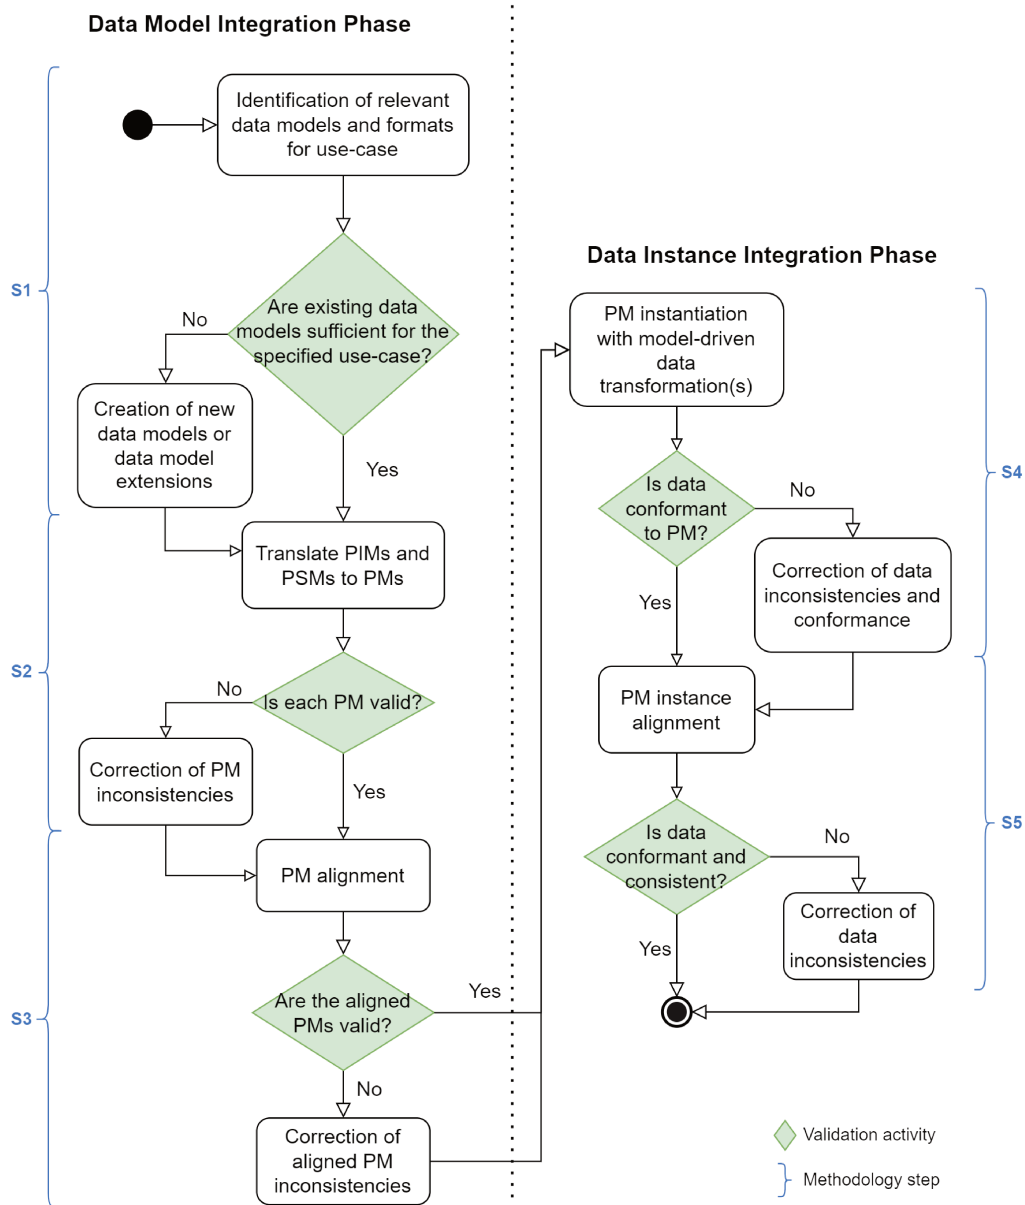 Data Model Integration Phase
Identification of relevant
data models and formats
for use-case
S1
Are existing data
models sufficient for the
specified use-case?
No
Creation of new
data models or
data model
extensions
Yes
Translate PIMs and
PSMs to PMs
S2
Is each PM valid?
No
Correction of PM
inconsistencies
Yes
PM alignment
S3
Are the aligned
PMs valid?
Yes
No
Correction of
aligned PM
inconsistencies
Data Instance Integration Phase
PM instantiation
with model-driven
data
transformation(s)
S4
Is data
conformant
to PM?
No
Correction of data
inconsistencies and
conformance
Yes
PM instance
alignment
S5
Is data
conformant and
consistent?
No
Correction of
data
inconsistencies
Yes
Validation activity
Methodology step